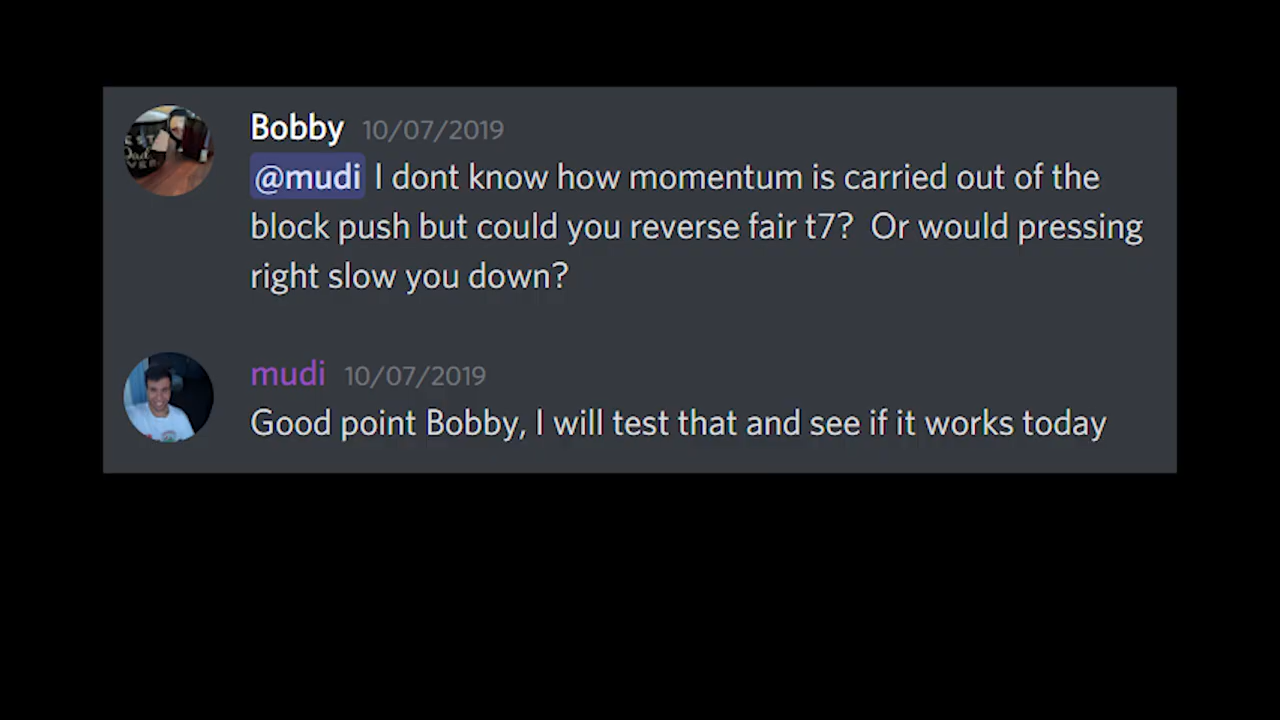 Bobby 10/07/2019
@mudi I dont know how momentum is carried out of the
block push but could you reverse fair t7?  Or would pressing
right slow you down?
mudi 10/07/2019
Good point Bobby, I will test that and see if it works today